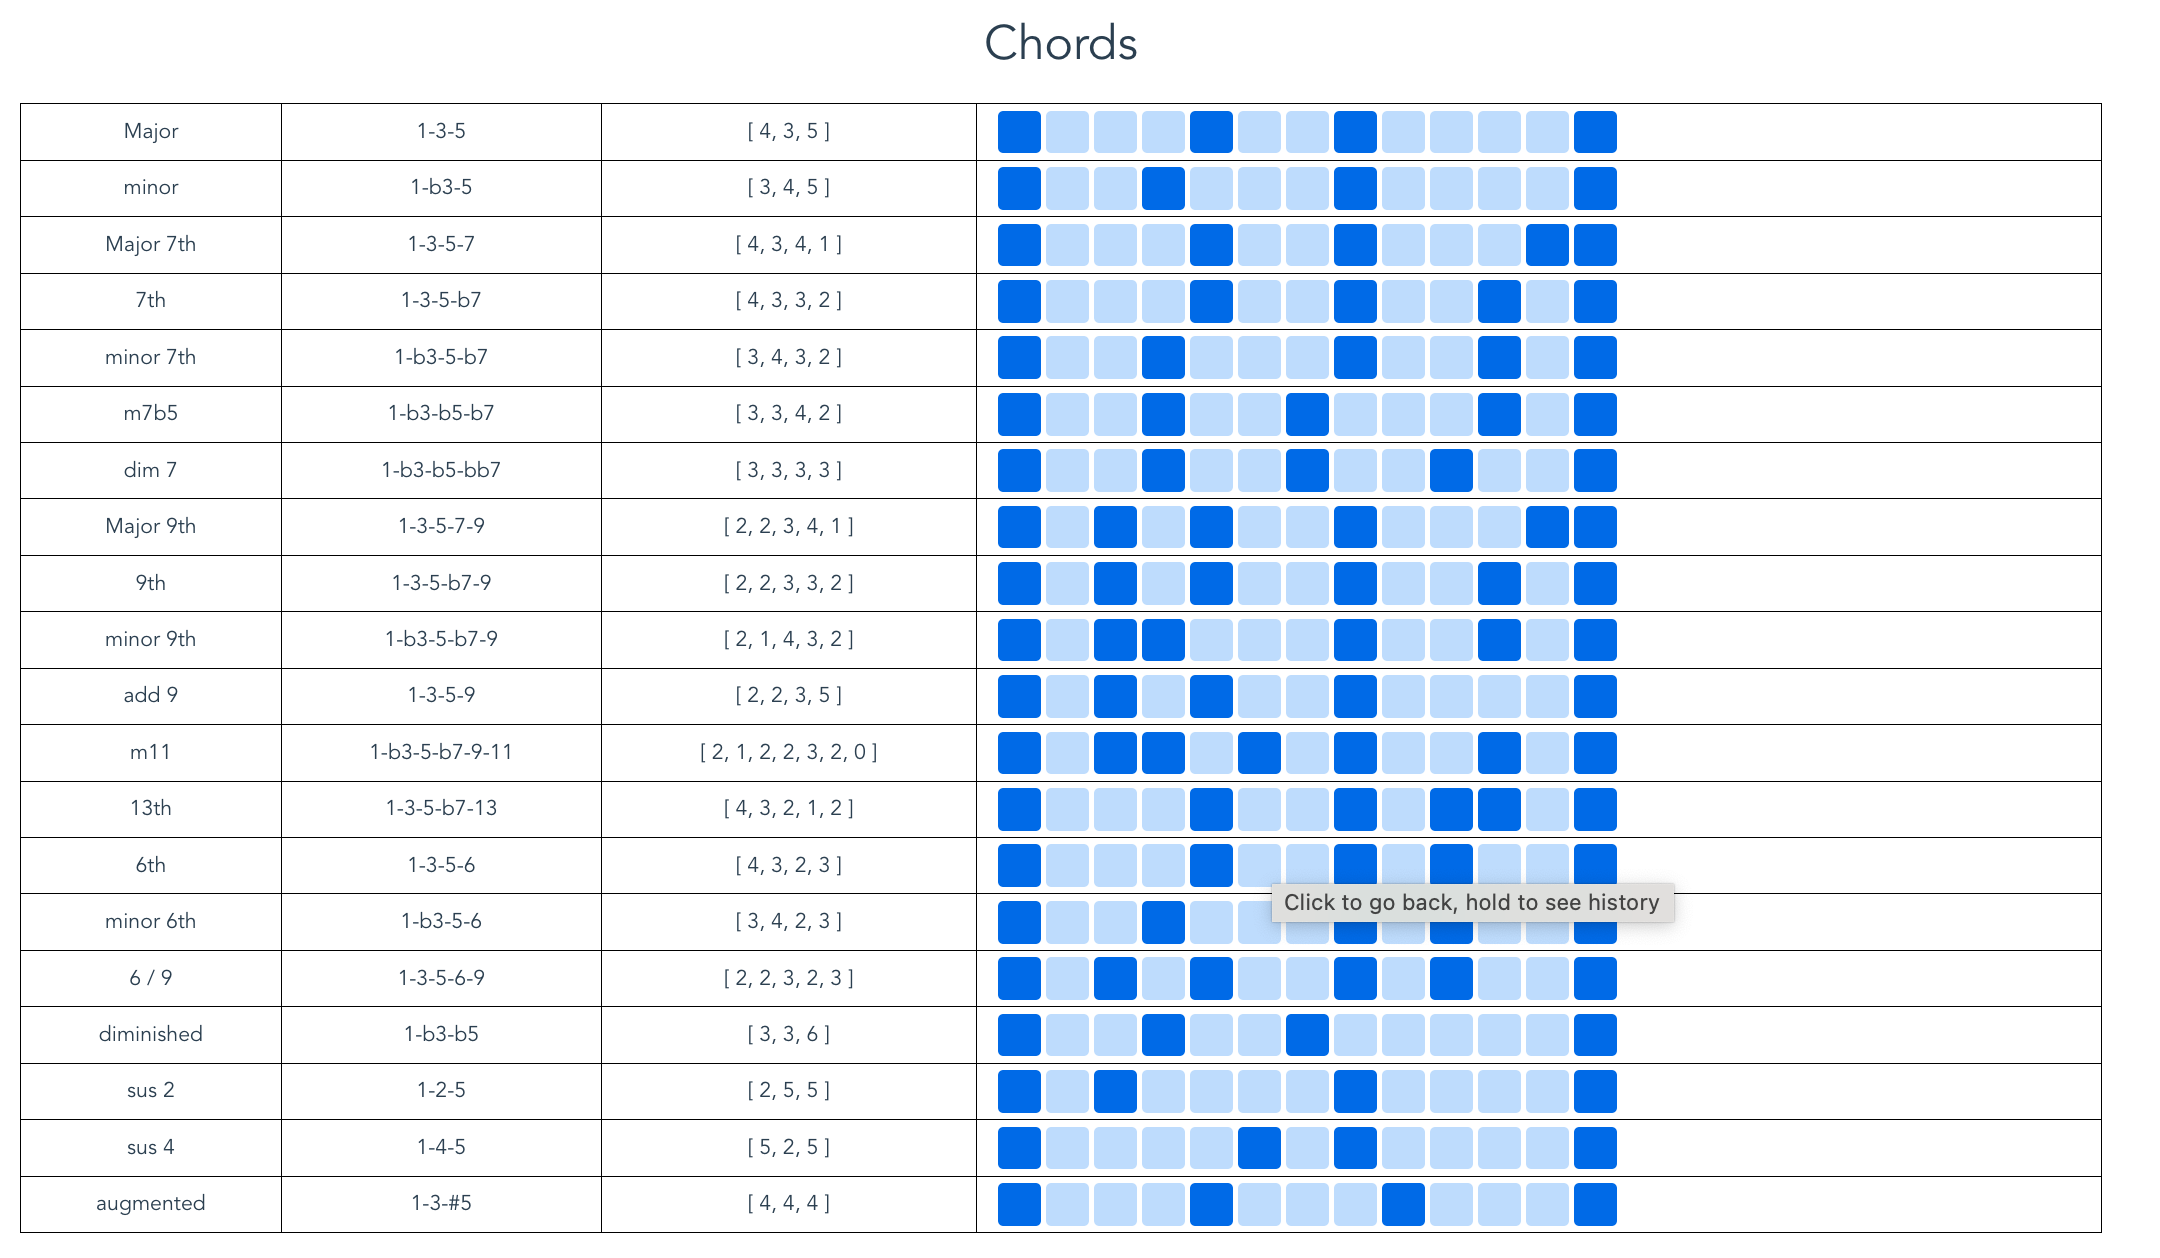 Chords
Major 1-3-5 [ 4, 3, 5 ]
minor 1-b3-5 [ 3, 4, 5 ]
Major 7th 1-3-5-7 [ 4, 3, 4, 1 ]
7th 1-3-5-b7 [ 4, 3, 3, 2 ]
minor 7th 1-b3-5-b7 [ 3, 4, 3, 2 ]
m7b5 1-b3-b5-b7 [ 3, 3, 4, 2 ]
dim 7 1-b3-b5-bb7 [ 3, 3, 3, 3 ]
Major 9th 1-3-5-7-9 [ 2, 2, 3, 4, 1 ]
9th 1-3-5-b7-9 [ 2, 2, 3, 3, 2 ]
minor 9th 1-b3-5-b7-9 [ 2, 1, 4, 3, 2 ]
add 9 1-3-5-9 [ 2, 2, 3, 5 ]
m11 1-b3-5-b7-9-11 [ 2, 1, 2, 2, 3, 2, 0 ]
13th 1-3-5-b7-13 [ 4, 3, 2, 1, 2 ]
6th 1-3-5-6 [ 4, 3, 2, 3 ]
Click to go back, hold to see history
minor 6th 1-b3-5-6 [ 3, 4, 2, 3 ]
6 / 9 1-3-5-6-9 [ 2, 2, 3, 2, 3 ]
diminished 1-b3-b5 [ 3, 3, 6 ]
sus 2 1-2-5 [ 2, 5, 5 ]
sus 4 1-4-5 [ 5, 2, 5 ]
augmented 1-3-#5 [ 4, 4, 4 ]